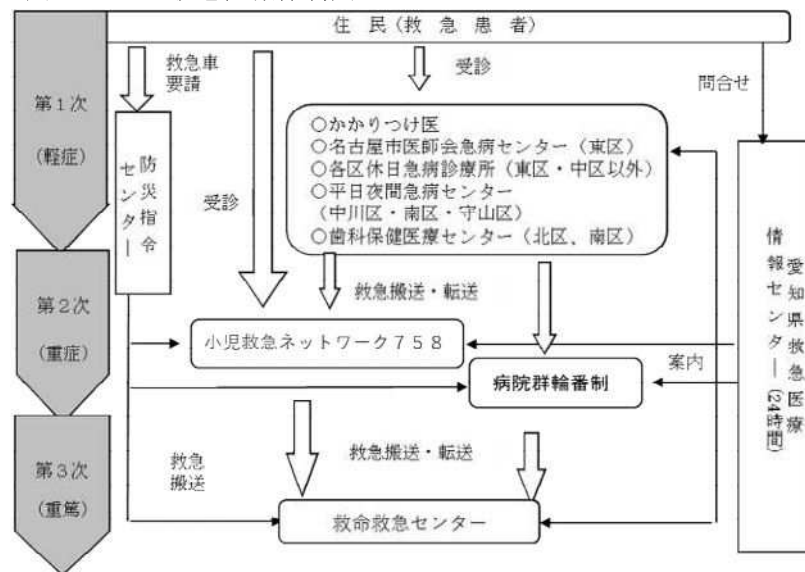 住 民（救 急 患 者）
救急車
要請
受診
問合せ
第１次
(軽症)
防災指令
センター
受診
○かかりつけ医
○名古屋市医師会急病センター（東区）
○各区休日急病診療所（東区・中区以外）
○平日夜間急病センター
（中川区・南区・守山区）
○歯科保健医療センター（北区、南区）
愛知県救急医療
情報センター(24時間)
救急搬送・転送
第２次
(重症)
小児救急ネットワーク７５８
病院群輪番制
案内
第３次
(重篤)
救急
搬送
救急搬送・転送
救命救急センター